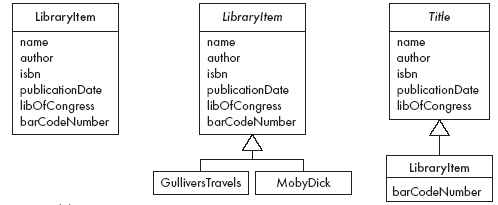 LibraryItem
name
author
isbn
publicationDate
libOfCongress
barCodeNumber
LibraryItem
name
author
isbn
publicationDate
libOfCongress
barCodeNumber
GulliversTravels
MobyDick
Title
name
author
isbn
publicationDate
libOfCongress
LibraryItem
barCodeNumber